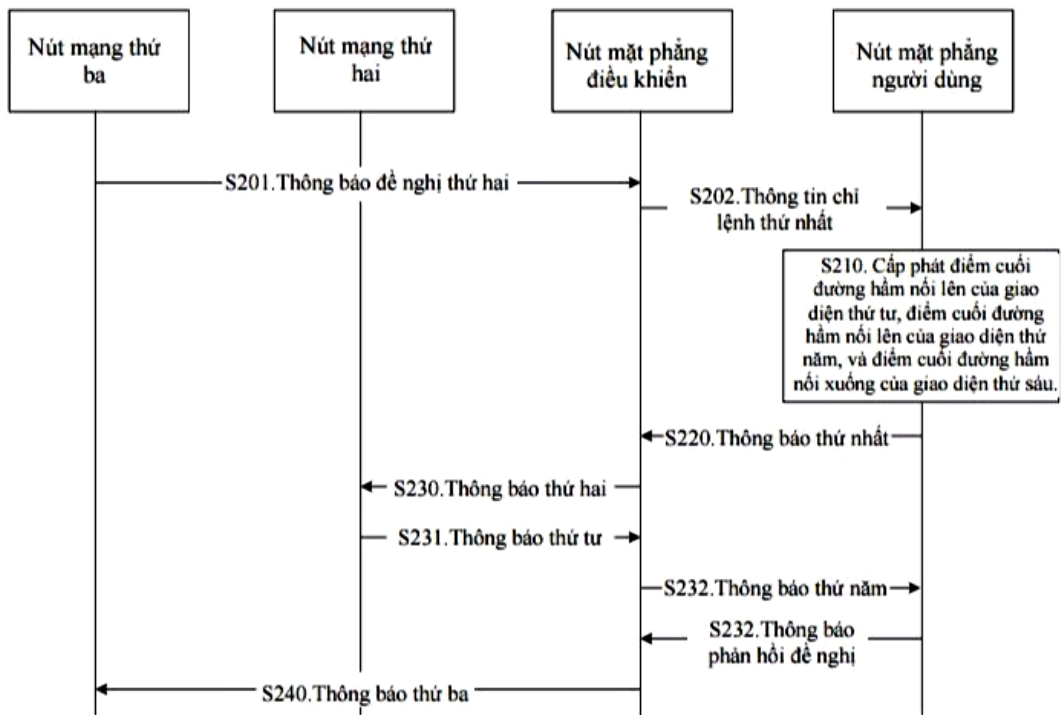 Nút mạng thứ
ba
Nút mạng thứ
hai
Nút mặt phẳng
điều khiển
Nút mặt phẳng
người dùng
S201.Thông báo đề nghị thứ hai
S202.Thông tin chỉ
lệnh thứ nhất
S210. Cấp phát điểm cuối
đường hầm nối lên của giao
diện thứ tư, điểm cuối đường
hầm nối lên của giao diện thứ
năm, và điểm cuối đường hầm
nối xuống của giao diện thứ sáu.
S220.Thông báo thứ nhất
S230.Thông báo thứ hai
S231.Thông báo thứ tư
S232.Thông báo thứ năm
S232.Thông báo
phản hồi đề nghị
S240.Thông báo thứ ba